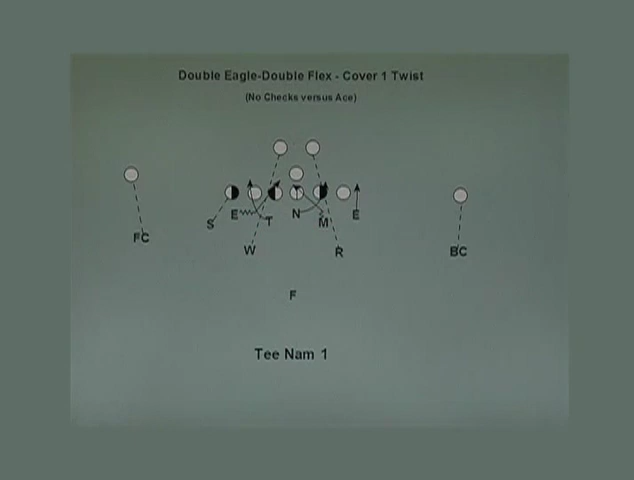 Double Eagle-Double Flex - Cover 1 Twist
(No Checks versus Ace)
S E T N M E
FC W R BC
F
Tee Nam 1